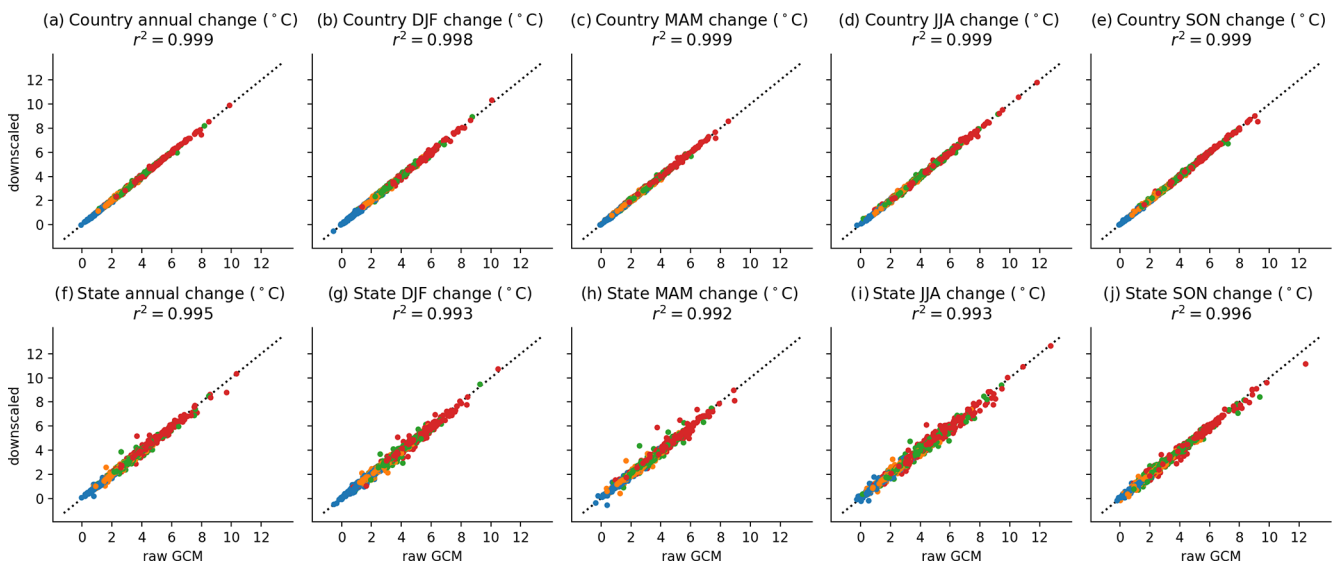 (a) Country annual change (°C)
r² = 0.999
(b) Country DJF change (°C)
r² = 0.998
(c) Country MAM change (°C)
r² = 0.999
(d) Country JJA change (°C)
r² = 0.999
(e) Country SON change (°C)
r² = 0.999
downscaled
12
10
8
6
4
2
0
0 2 4 6 8 10 12
0 2 4 6 8 10 12
0 2 4 6 8 10 12
0 2 4 6 8 10 12
0 2 4 6 8 10 12
(f) State annual change (°C)
r² = 0.995
(g) State DJF change (°C)
r² = 0.993
(h) State MAM change (°C)
r² = 0.992
(i) State JJA change (°C)
r² = 0.993
(j) State SON change (°C)
r² = 0.996
downscaled
12
10
8
6
4
2
0
0 2 4 6 8 10 12
raw GCM
0 2 4 6 8 10 12
raw GCM
0 2 4 6 8 10 12
raw GCM
0 2 4 6 8 10 12
raw GCM
0 2 4 6 8 10 12
raw GCM